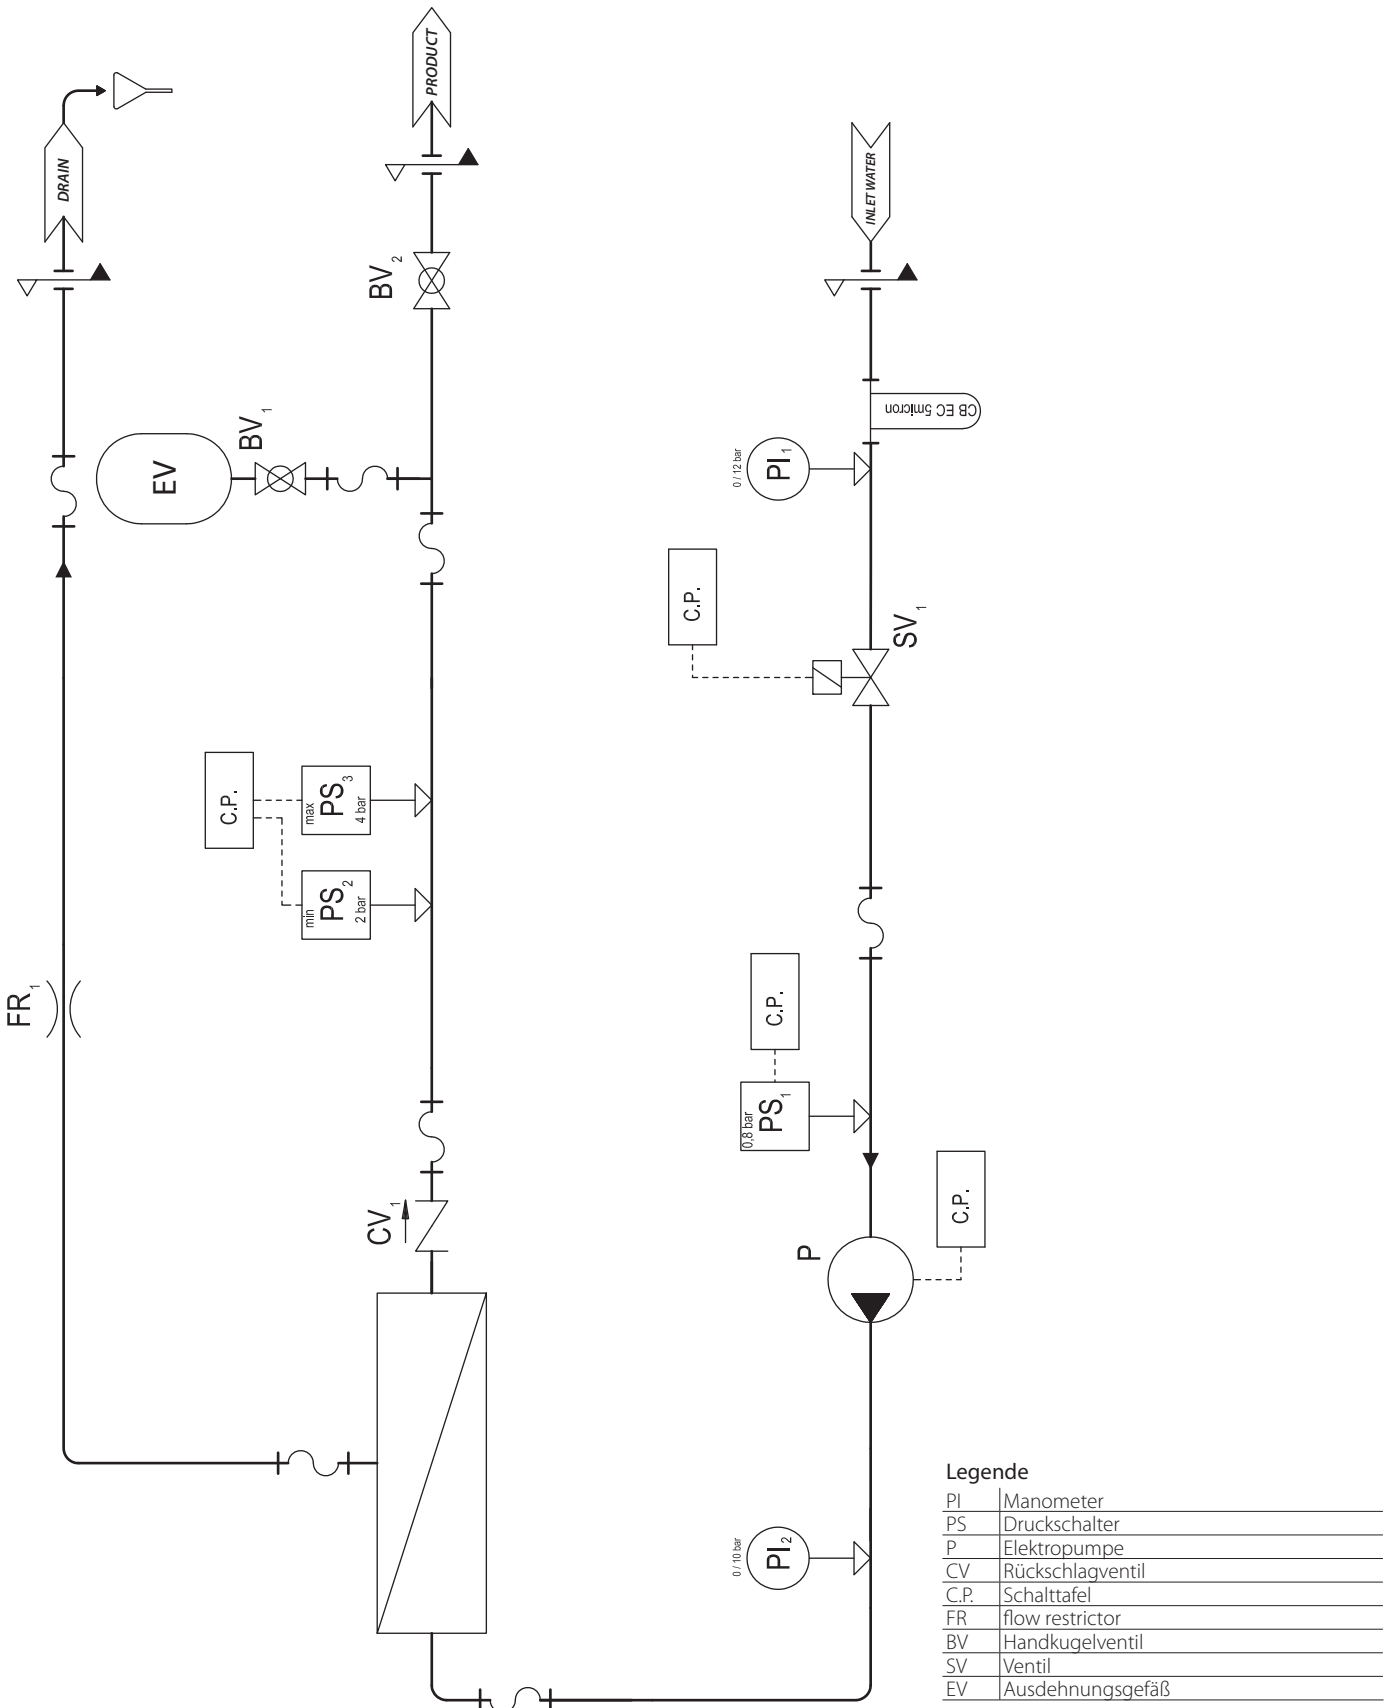 PRODUCT
DRAIN
INLET WATER
BV2
BV1
EV
CB EC 5micron
0 / 12 bar
PI1
C.P.
SV1
C.P.
max
PS3
4 bar
min
PS2
2 bar
FR1
C.P.
0,8 bar
PS1
C.P.
CV1
P
0 / 10 bar
PI2
Legende
PI Manometer
PS Druckschalter
P Elektropumpe
CV Rückschlagventil
C.P. Schalttafel
FR flow restrictor
BV Handkugelventil
SV Ventil
EV Ausdehnungsgefäß